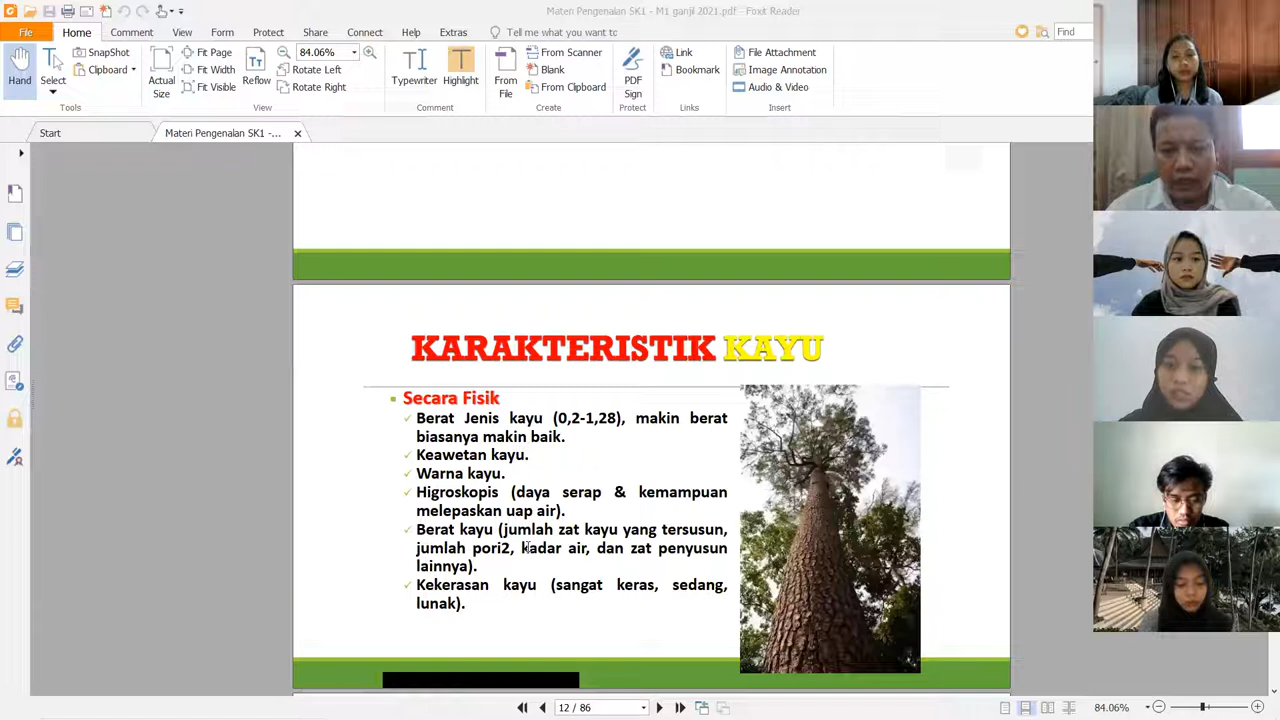 Materi Pengenalan SK1 - M1 ganjil 2021.pdf - Foxit Reader
File Home Comment View Form Protect Share Connect Help Extras Tell me what you want to Find
Hand
Select
SnapShot
Clipboard
Tools
Actual Size
Fit Page
Fit Width
Fit Visible
Reflow
84.06%
Rotate Left
Rotate Right
View
Typewriter
Highlight
Comment
From File
From Scanner
Blank
From Clipboard
Create
PDF Sign
Protect
Link
Bookmark
Links
File Attachment
Image Annotation
Audio & Video
Insert
Start
Materi Pengenalan SK1 -...
KARAKTERISTIK KAYU
Secara Fisik
Berat Jenis kayu (0,2-1,28), makin berat
biasanya makin baik.
Keawetan kayu.
Warna kayu.
Higroskopis (daya serap & kemampuan
melepaskan uap air).
Berat kayu (jumlah zat kayu yang tersusun,
jumlah pori2, kadar air, dan zat penyusun
lainnya).
Kekerasan kayu (sangat keras, sedang,
lunak).
12 / 86
84.06%